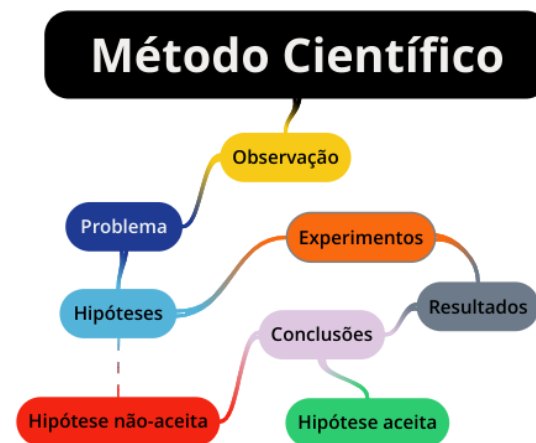 Método Científico
Observação
Problema
Experimentos
Hipóteses
Resultados
Conclusões
Hipótese não-aceita
Hipótese aceita